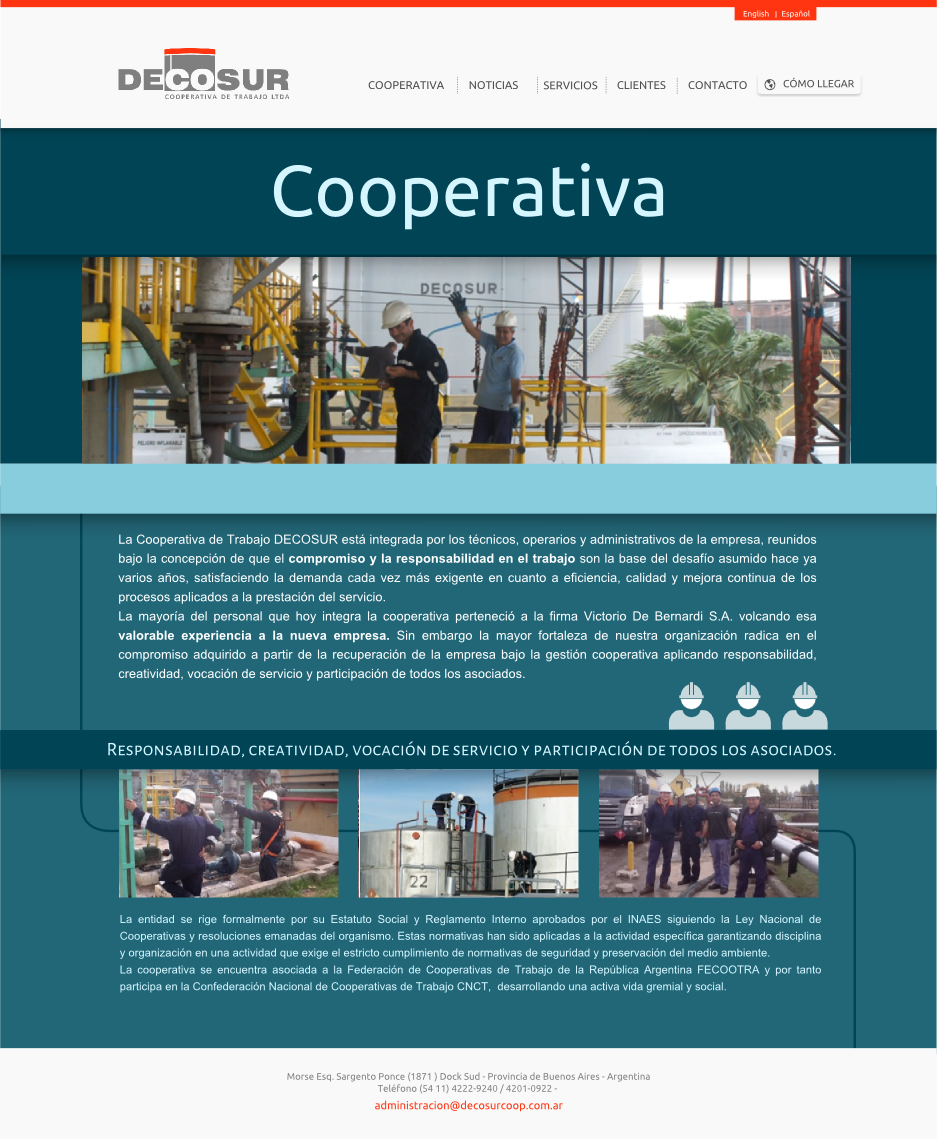 English | Español
DECOSUR
COOPERATIVA DE TRABAJO LTDA
COOPERATIVA NOTICIAS SERVICIOS CLIENTES CONTACTO CÓMO LLEGAR
Cooperativa
DECOSUR
PELIGRO INFLAMABLE
La Cooperativa de Trabajo DECOSUR está integrada por los técnicos, operarios y administrativos de la empresa, reunidos
bajo la concepción de que el compromiso y la responsabilidad en el trabajo son la base del desafío asumido hace ya
varios años, satisfaciendo la demanda cada vez más exigente en cuanto a eficiencia, calidad y mejora continua de los
procesos aplicados a la prestación del servicio.
La mayoría del personal que hoy integra la cooperativa perteneció a la firma Victorio De Bernardi S.A. volcando esa
valorable experiencia a la nueva empresa. Sin embargo la mayor fortaleza de nuestra organización radica en el
compromiso adquirido a partir de la recuperación de la empresa bajo la gestión cooperativa aplicando responsabilidad,
creatividad, vocación de servicio y participación de todos los asociados.
Responsabilidad, creatividad, vocación de servicio y participación de todos los asociados.
22
La entidad se rige formalmente por su Estatuto Social y Reglamento Interno aprobados por el INAES siguiendo la Ley Nacional de
Cooperativas y resoluciones emanadas del organismo. Estas normativas han sido aplicadas a la actividad específica garantizando disciplina
y organización en una actividad que exige el estricto cumplimiento de normativas de seguridad y preservación del medio ambiente.
La cooperativa se encuentra asociada a la Federación de Cooperativas de Trabajo de la República Argentina FECOOTRA y por tanto
participa en la Confederación Nacional de Cooperativas de Trabajo CNCT, desarrollando una activa vida gremial y social.
Morse Esq. Sargento Ponce (1871 ) Dock Sud - Provincia de Buenos Aires - Argentina
Teléfono (54 11) 4222-9240 / 4201-0922 -
administracion@decosurcoop.com.ar